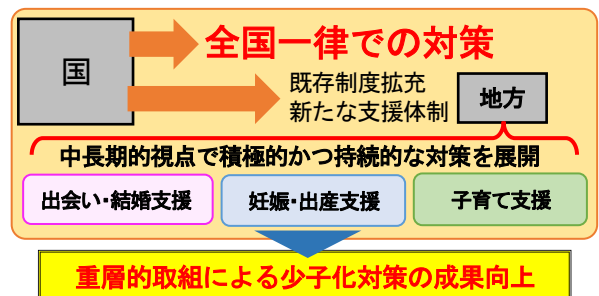 国
全国一律での対策
既存制度拡充
新たな支援体制
地方
中長期的視点で積極的かつ持続的な対策を展開
出会い・結婚支援
妊娠・出産支援
子育て支援
重層的取組による少子化対策の成果向上